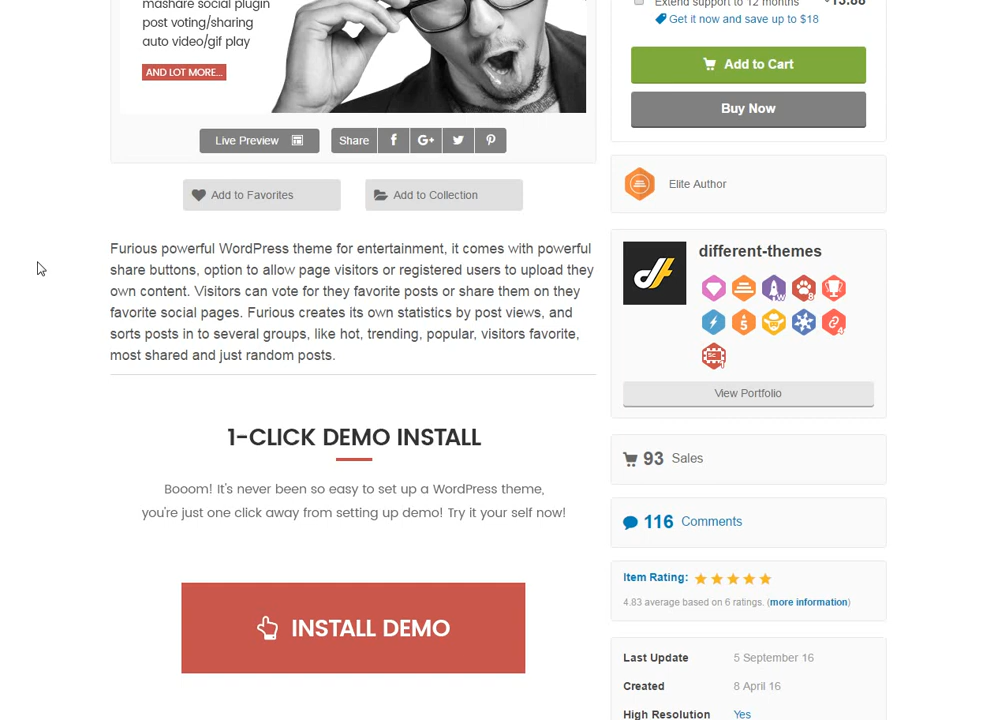 mashare social plugin
post voting/sharing
auto video/gif play
AND LOT MORE...
Live Preview
Share
Add to Favorites
Add to Collection
Furious powerful WordPress theme for entertainment, it comes with powerful
share buttons, option to allow page visitors or registered users to upload they
own content. Visitors can vote for they favorite posts or share them on they
favorite social pages. Furious creates its own statistics by post views, and
sorts posts in to several groups, like hot, trending, popular, visitors favorite,
most shared and just random posts.
1-CLICK DEMO INSTALL
Booom! It's never been so easy to set up a WordPress theme,
you're just one click away from setting up demo! Try it your self now!
INSTALL DEMO
Extend support to 12 months
Get it now and save up to $18
Add to Cart
Buy Now
Elite Author
different-themes
View Portfolio
93 Sales
116 Comments
Item Rating:
4.83 average based on 6 ratings. (more information)
Last Update 5 September 16
Created 8 April 16
High Resolution Yes